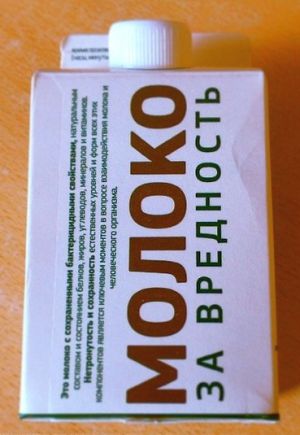 Это молоко с сохраненными бактерицидными свойствами, натуральным
составом и состоянием белков, жиров, углеводов, минералов и витаминов.
Нетронутость и сохранность естественных уровней и форм всех этих
компонентов является ключевым моментов в вопросе взаимодействия молока и
человеческого организма.
МОЛОКО
ЗА ВРЕДНОСТЬ